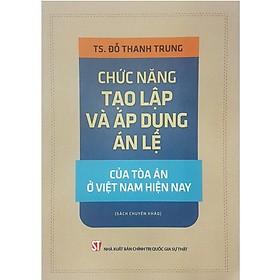 TS. ĐỖ THANH TRUNG
CHỨC NĂNG
TẠO LẬP
VÀ ÁP DỤNG
ÁN LỆ
CỦA TÒA ÁN
Ở VIỆT NAM HIỆN NAY
(SÁCH CHUYÊN KHẢO)
ST NHÀ XUẤT BẢN CHÍNH TRỊ QUỐC GIA SỰ THẬT